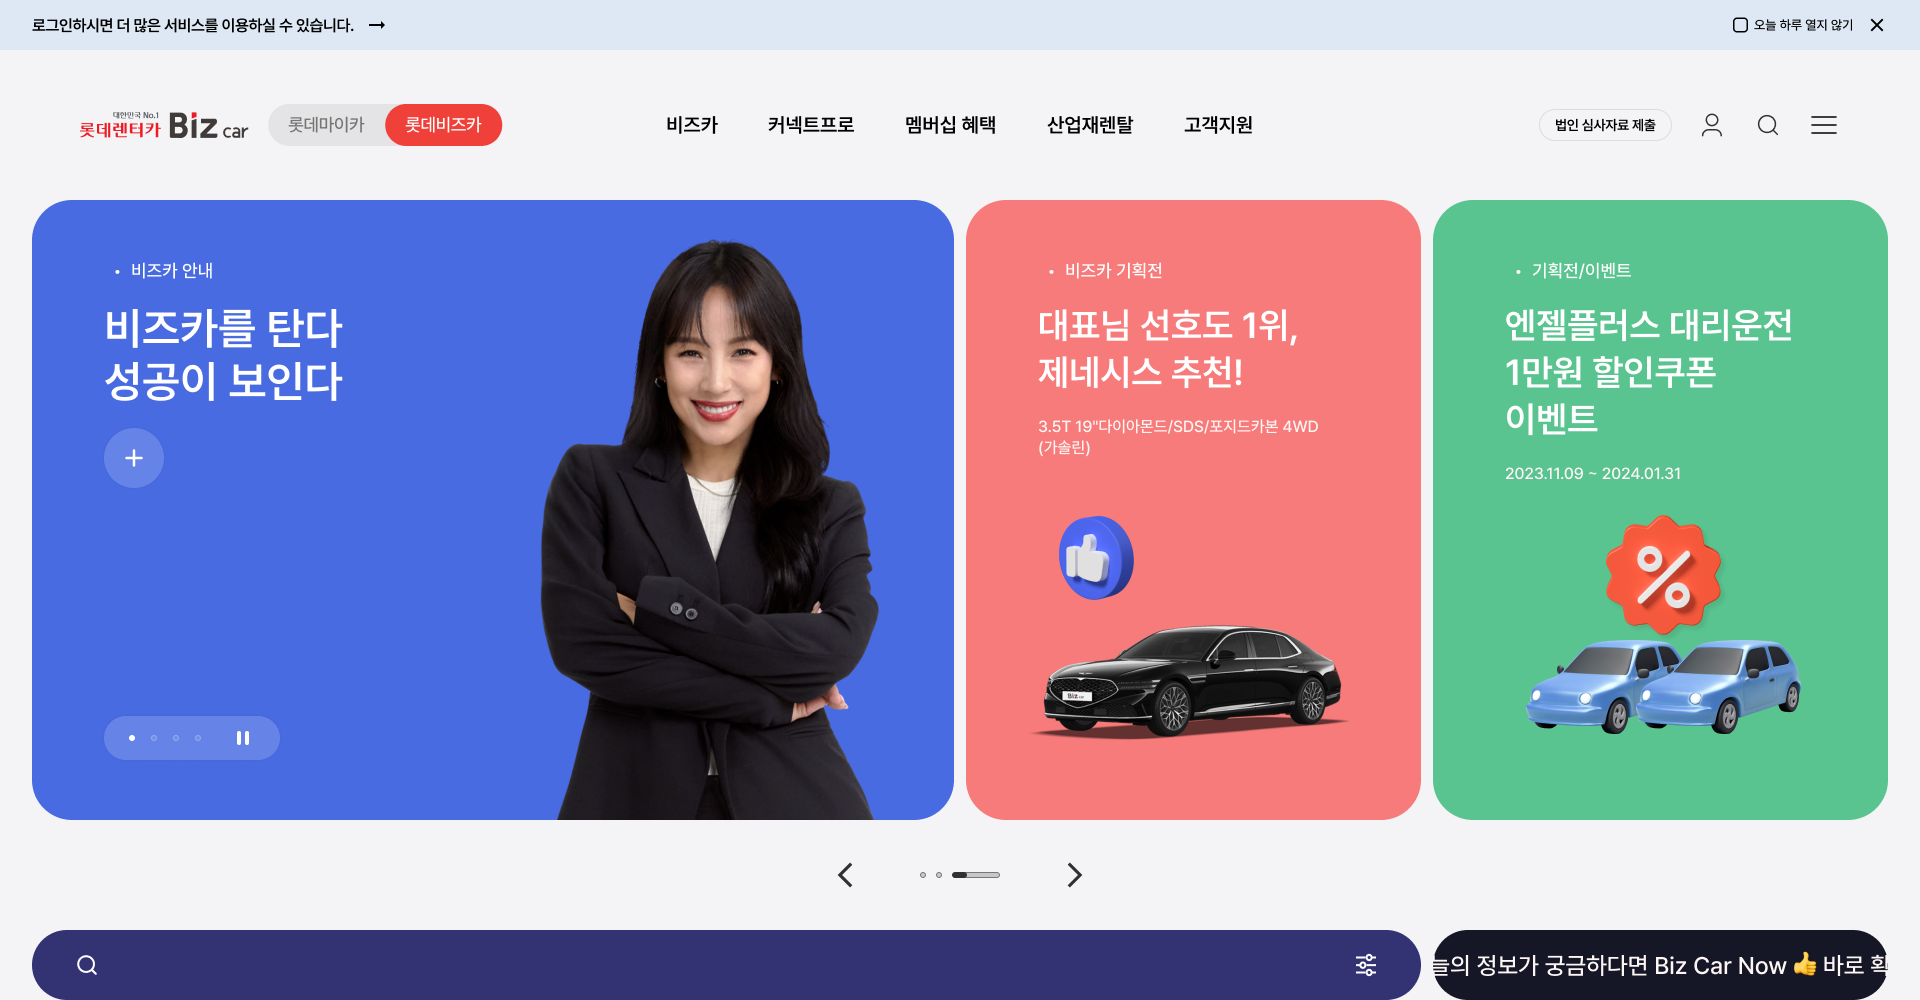 로그인하시면 더 많은 서비스를 이용하실 수 있습니다.
오늘 하루 열지 않기
대한민국 No.1
롯데렌터카 Biz car
롯데마이카
롯데비즈카
비즈카
커넥트프로
멤버십 혜택
산업재렌탈
고객지원
법인 심사자료 제출
비즈카 안내
비즈카를 탄다
성공이 보인다
비즈카 기획전
대표님 선호도 1위,
제네시스 추천!
3.5T 19"다이아몬드/SDS/포지드카본 4WD
(가솔린)
Biz car
기획전/이벤트
엔젤플러스 대리운전
1만원 할인쿠폰
이벤트
2023.11.09 ~ 2024.01.31
%
늘의 정보가 궁금하다면 Biz Car Now 👍 바로 확